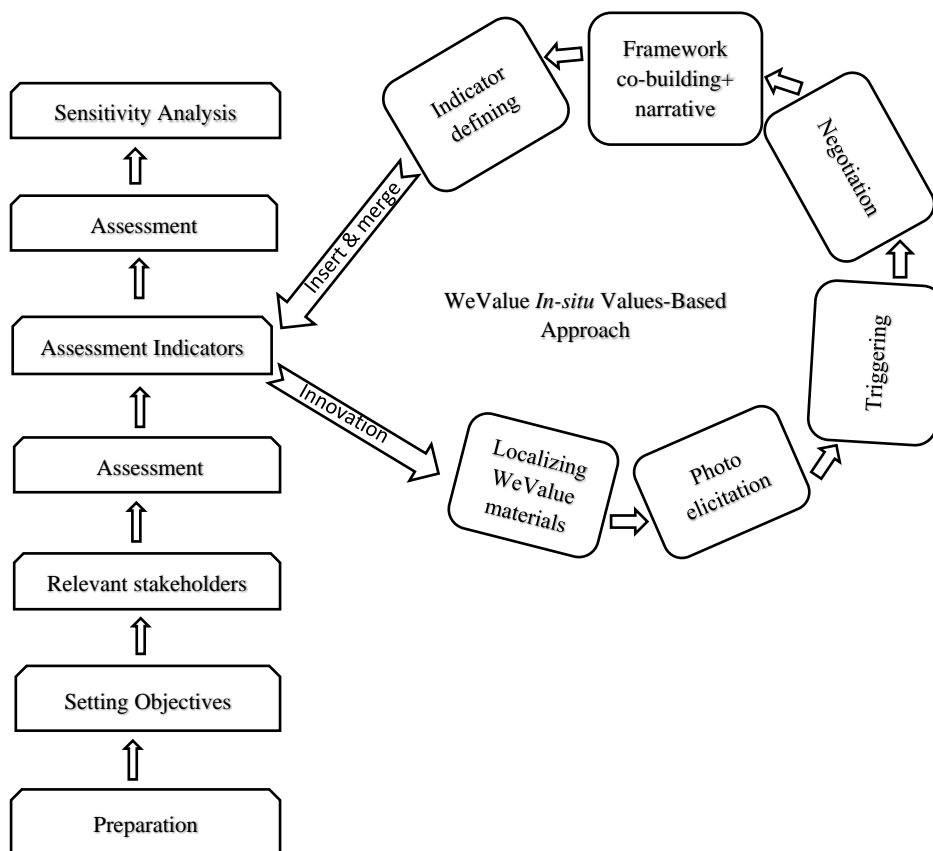 Framework
co-building+
narrative
Indicator
defining
Negotiation
Sensitivity Analysis
Assessment
Insert & merge
WeValue In-situ Values-Based
Approach
Triggering
Assessment Indicators
Innovation
Localizing
WeValue
materials
Photo
elicitation
Assessment
Relevant stakeholders
Setting Objectives
Preparation